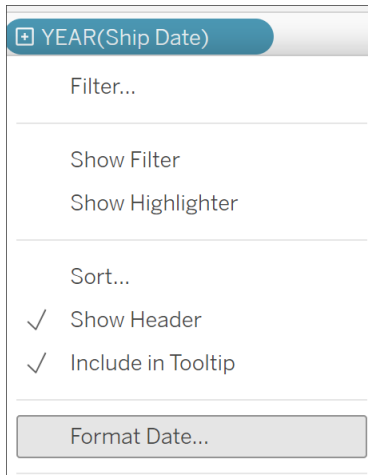 YEAR(Ship Date)
Filter...
Show Filter
Show Highlighter
Sort...
Show Header
Include in Tooltip
Format Date...